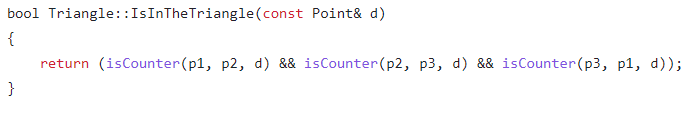 bool Triangle::IsInTheTriangle(const Point& d)
{
    return (isCounter(p1, p2, d) && isCounter(p2, p3, d) && isCounter(p3, p1, d));
}